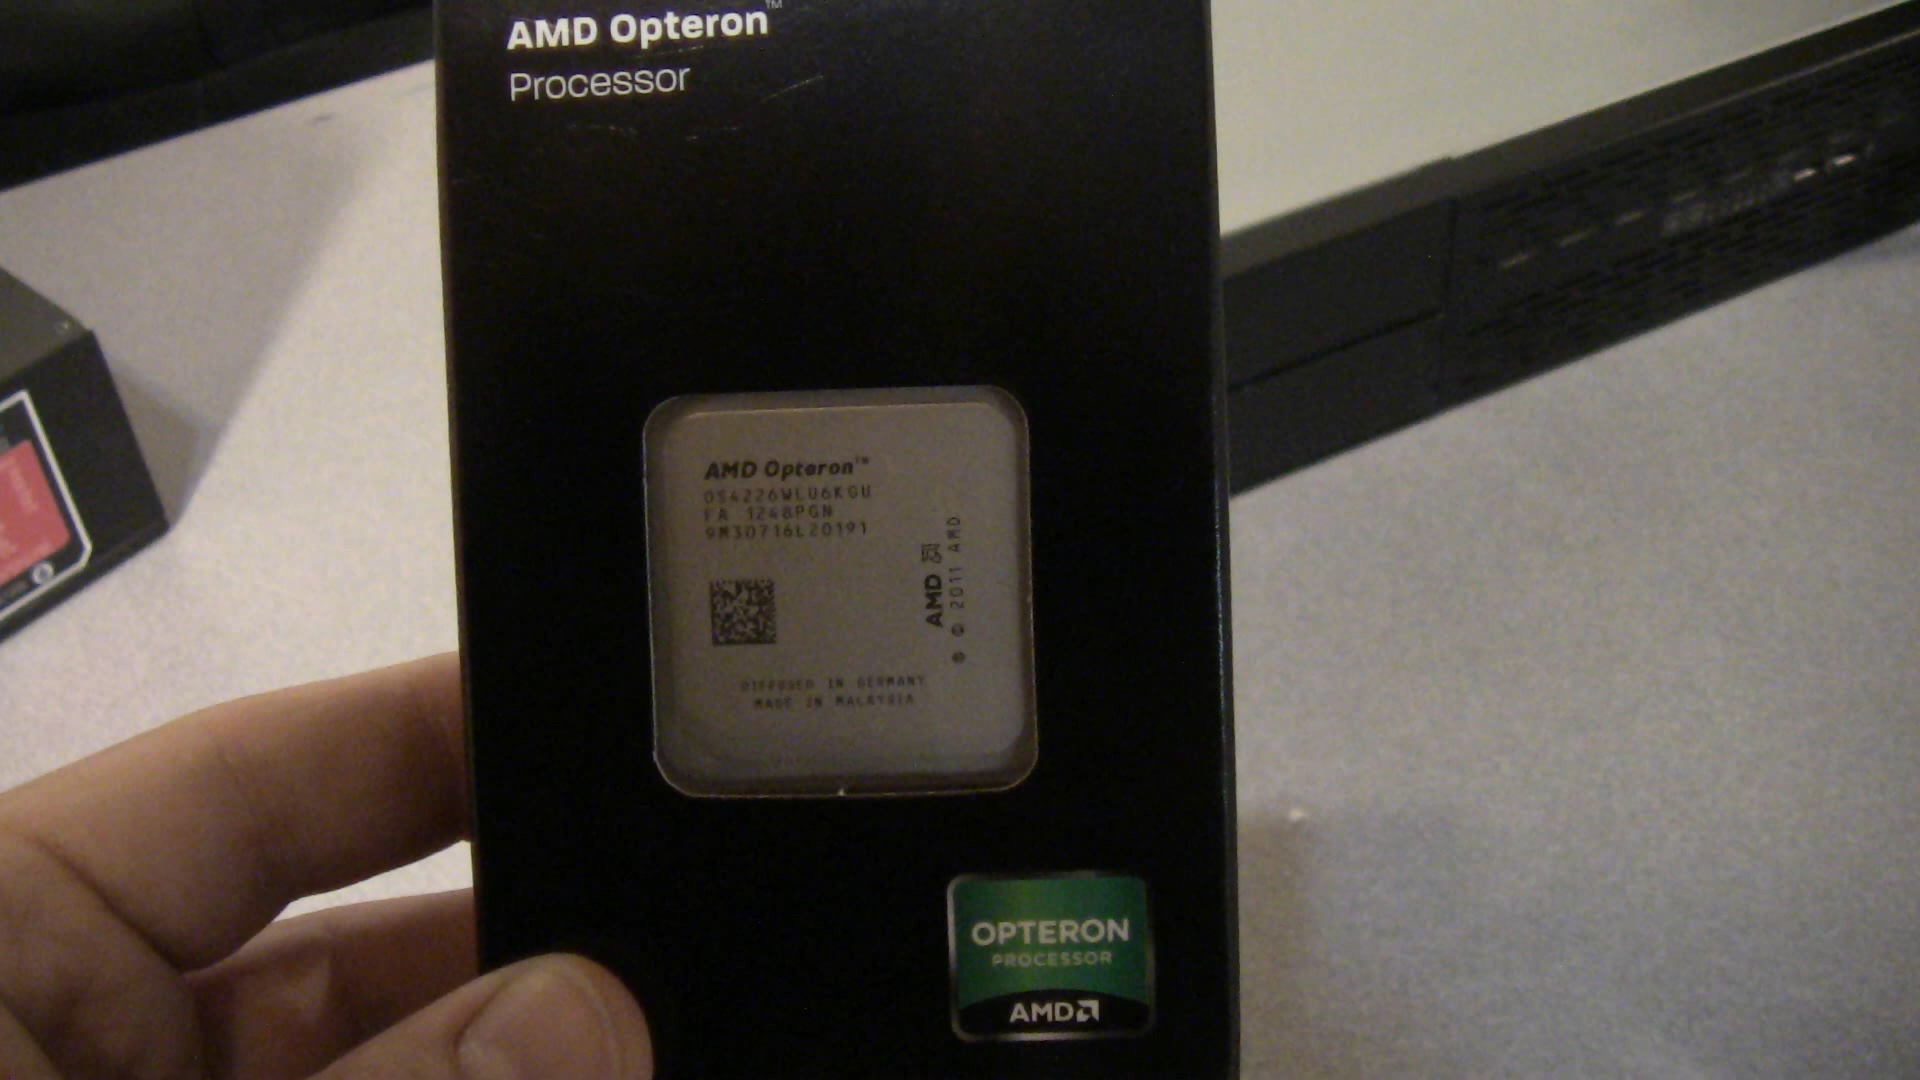 AMD Opteron™
Processor
AMD Opteron™
OS4226WLU6KGU
FA 1248PGN
9M30716L20191
AMD
© 2011 AMD
DIFFUSED IN GERMANY
MADE IN MALAYSIA
OPTERON
PROCESSOR
AMD